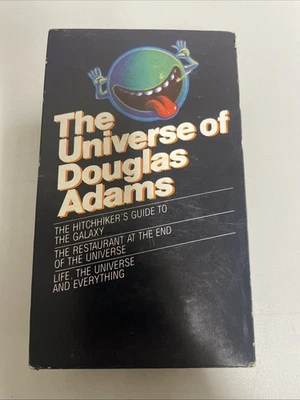 The
Universe of
Douglas
Adams
THE HITCHHIKER'S GUIDE TO
THE GALAXY
THE RESTAURANT AT THE END
OF THE UNIVERSE
LIFE, THE UNIVERSE
AND EVERYTHING